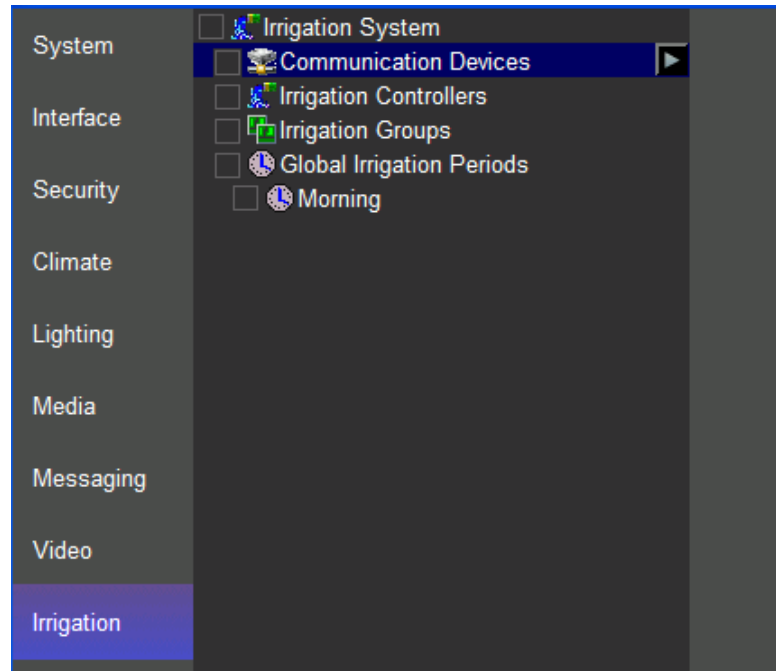 System
Interface
Security
Climate
Lighting
Media
Messaging
Video
Irrigation
Irrigation System
Communication Devices
Irrigation Controllers
Irrigation Groups
Global Irrigation Periods
Morning